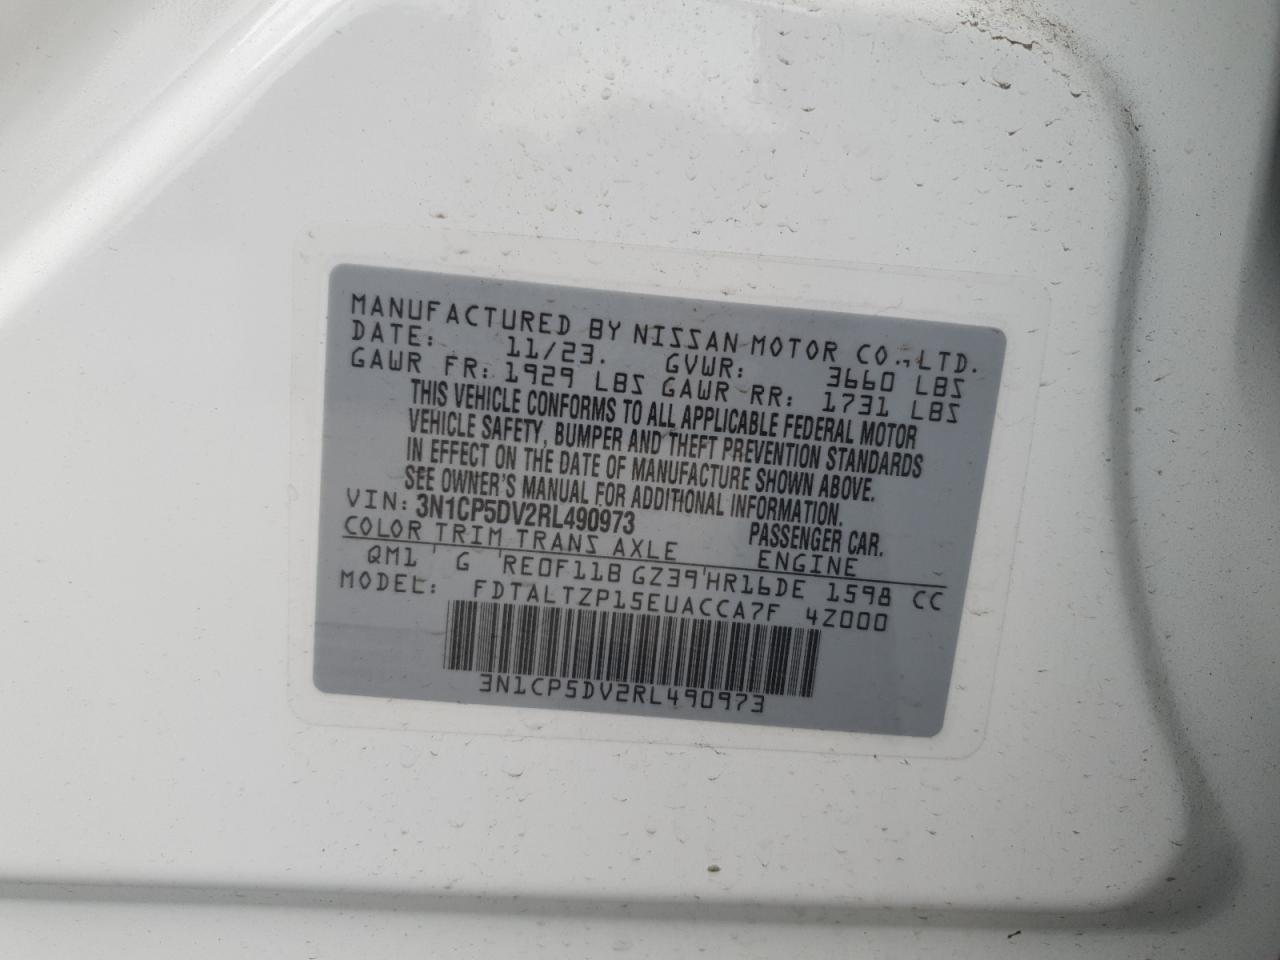 MANUFACTURED BY NISSAN MOTOR CO., LTD.
DATE: 11/23. GVWR: 3660 LBS
GAWR FR: 1929 LBS GAWR RR: 1731 LBS
THIS VEHICLE CONFORMS TO ALL APPLICABLE FEDERAL MOTOR
VEHICLE SAFETY, BUMPER AND THEFT PREVENTION STANDARDS
IN EFFECT ON THE DATE OF MANUFACTURE SHOWN ABOVE.
SEE OWNER'S MANUAL FOR ADDITIONAL INFORMATION.
VIN: 3N1CP5DV2RL490973 PASSENGER CAR.
COLOR TRIM TRANS AXLE ENGINE
QM1 ' G 'RE0F11B GZ39'HR16DE 1598 CC
MODEL: FDTALTZP15EUACCA7F 4Z000
3N1CP5DV2RL490973